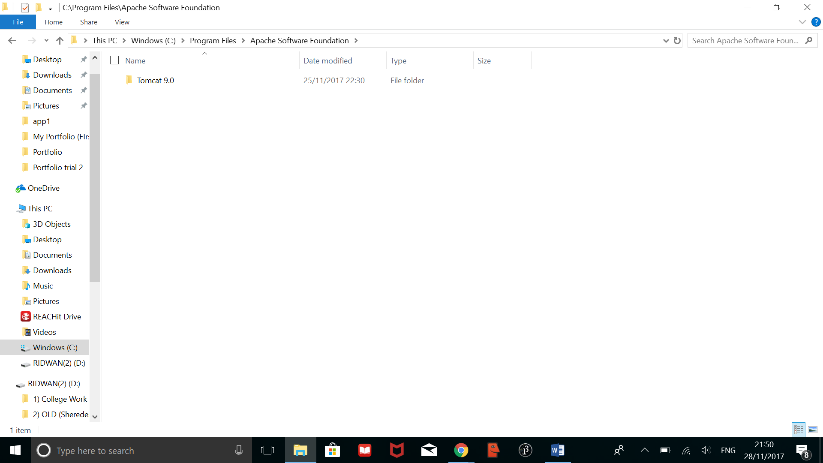 C:\Program Files\Apache Software Foundation
File Home Share View
This PC Windows (C:) Program Files Apache Software Foundation
Search Apache Software Foun...
Name Date modified Type Size
Tomcat 9.0 25/11/2017 22:30 File folder
Desktop
Downloads
Documents
Pictures
app1
My Portfolio (Ele
Portfolio
Portfolio trial 2
OneDrive
This PC
3D Objects
Desktop
Documents
Downloads
Music
Pictures
REACHit Drive
Videos
Windows (C:)
RIDWAN(2) (D:)
RIDWAN(2) (D:)
1) College Work
2) OLD (Sherede
1 item
Type here to search
ENG
21:50
28/11/2017
8